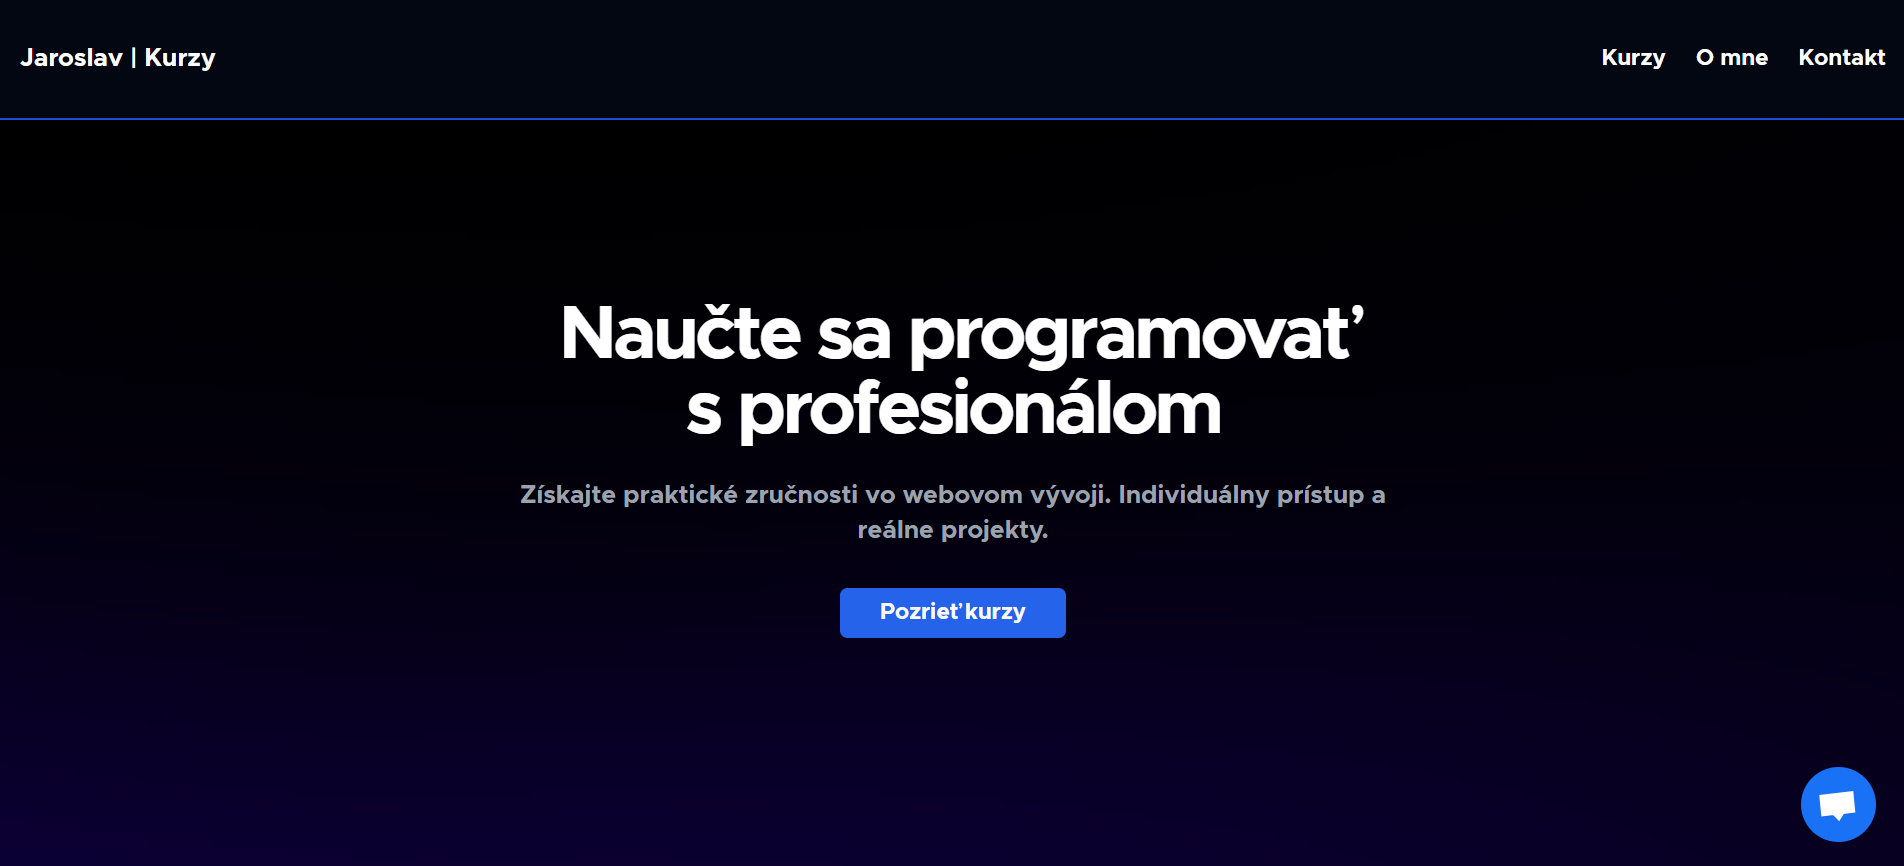 Jaroslav | Kurzy
Kurzy O mne Kontakt
Naučte sa programovať
s profesionálom
Získajte praktické zručnosti vo webovom vývoji. Individuálny prístup a
reálne projekty.
Pozrieť kurzy